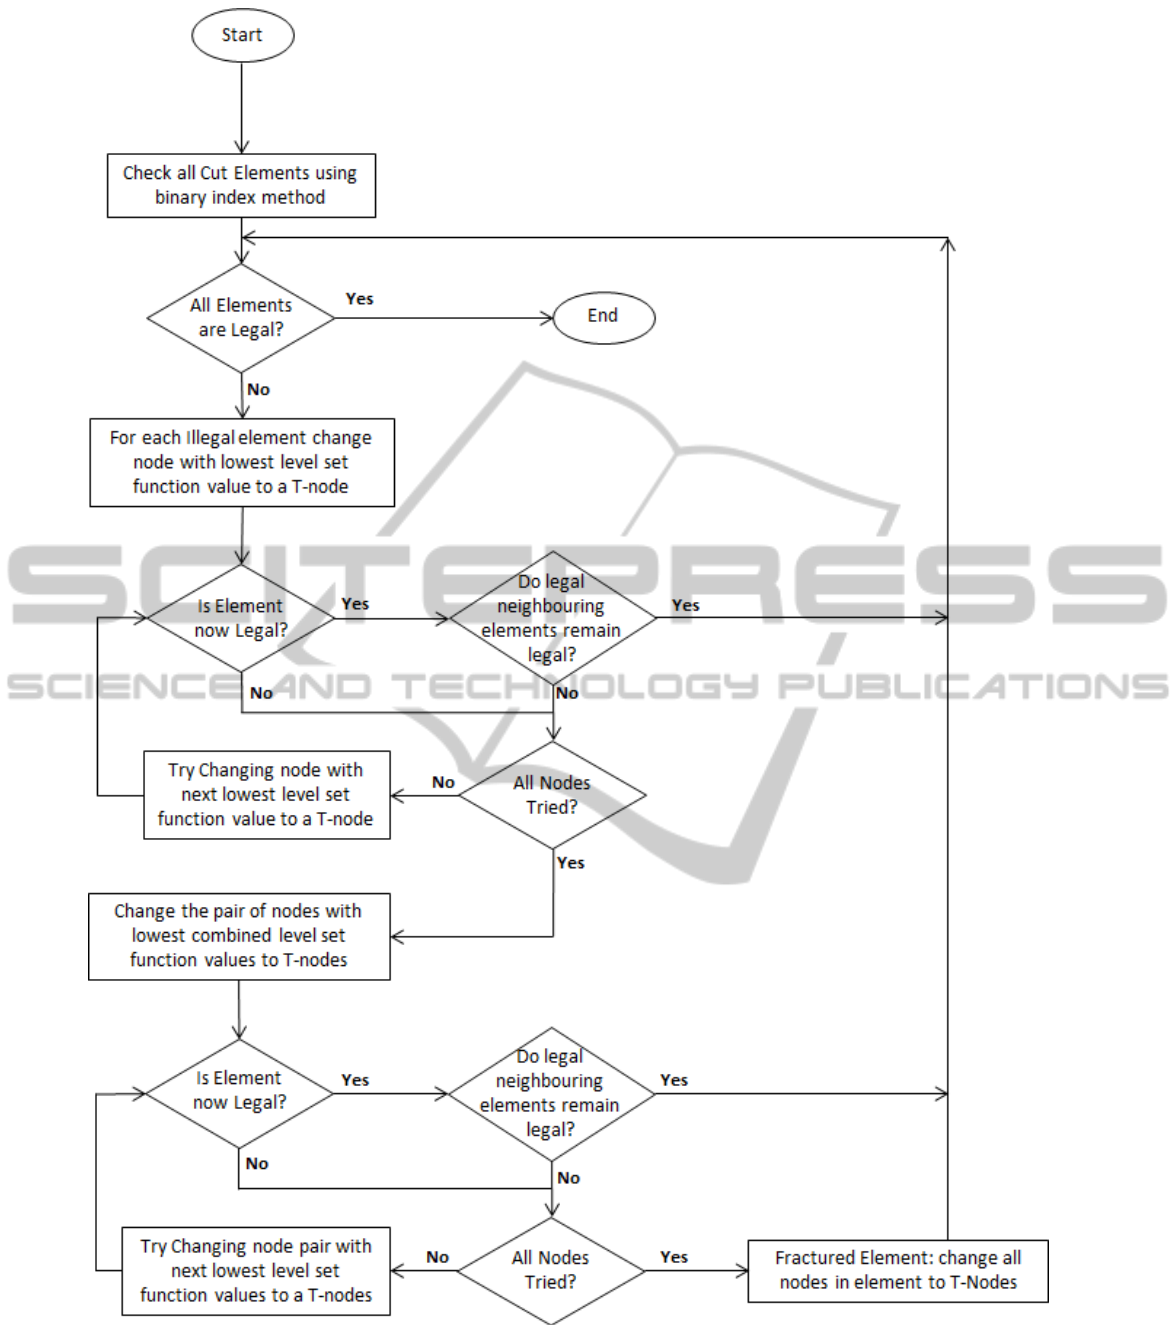 Start
Check all Cut Elements using
binary index method
All Elements
are Legal?
Yes
End
No
For each Illegal element change
node with lowest level set
function value to a T-node
SCITEPRESS
SCIENCE AND TECHNOLOGY PUBLICATIONS
Is Element
now Legal?
Yes
Do legal
neighbouring
elements remain
legal?
Yes
No
No
Try Changing node with
next lowest level set
function value to a T-node
No
All Nodes
Tried?
Yes
Change the pair of nodes with
lowest combined level set
function values to T-nodes
Is Element
now Legal?
Yes
Do legal
neighbouring
elements remain
legal?
Yes
No
No
Try Changing node pair with
next lowest level set
function values to a T-nodes
No
All Nodes
Tried?
Yes
Fractured Element: change all
nodes in element to T-Nodes